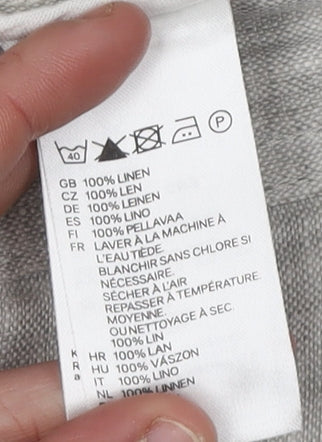 40 P
GB 100% LINEN
CZ 100% LEN
DE 100% LEINEN
ES 100% LINO
FI 100% PELLAVAA
FR LAVER À LA MACHINE À
L'EAU TIÈDE.
BLANCHIR SANS CHLORE SI
NÉCESSAIRE.
SÉCHER À L'AIR
REPASSER À TEMPÉRATURE
MOYENNE.
OU NETTOYAGE À SEC.
100% LIN
HR 100% LAN
HU 100% VÁSZON
IT 100% LINO
NL 100% LINNEN
K
R
a